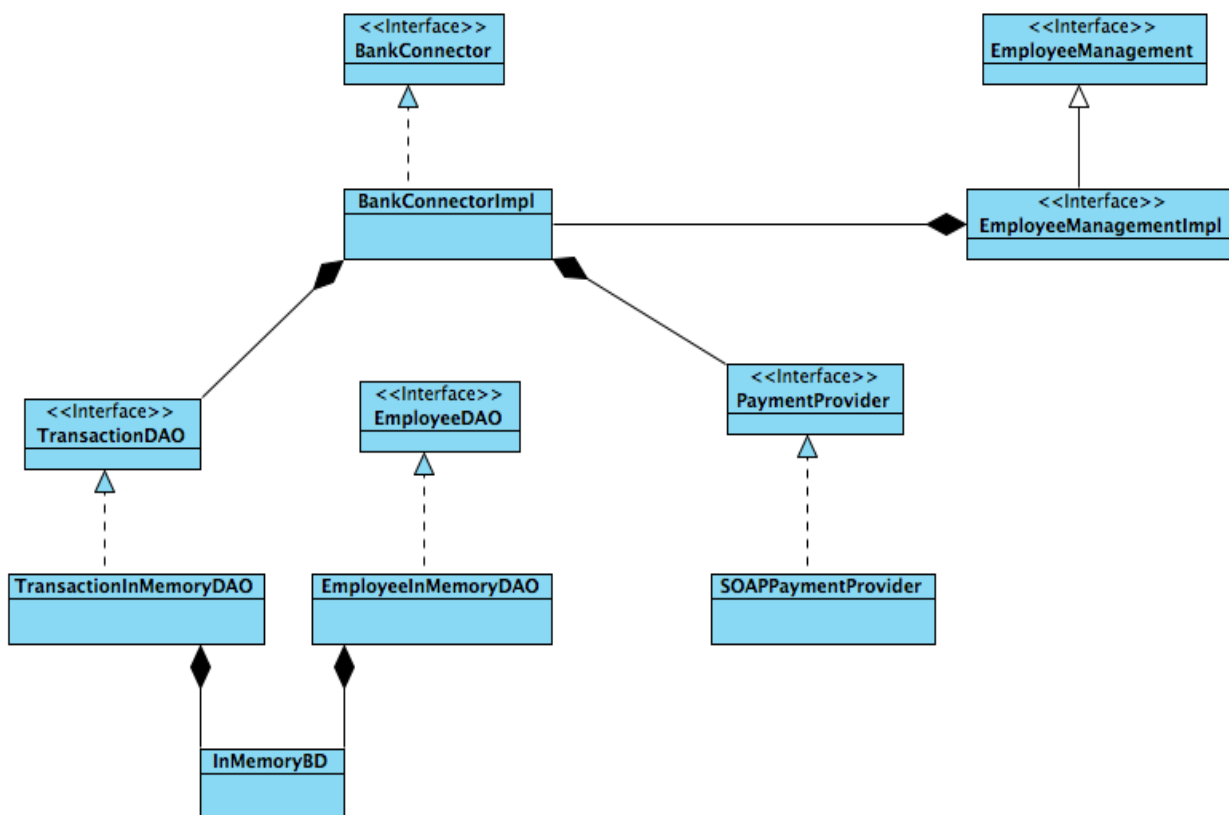 <<Interface>>
BankConnector
<<Interface>>
EmployeeManagement
BankConnectorImpl
<<Interface>>
EmployeeManagementImpl
<<Interface>>
TransactionDAO
<<Interface>>
EmployeeDAO
<<Interface>>
PaymentProvider
TransactionInMemoryDAO
EmployeeInMemoryDAO
SOAPPaymentProvider
InMemoryBD